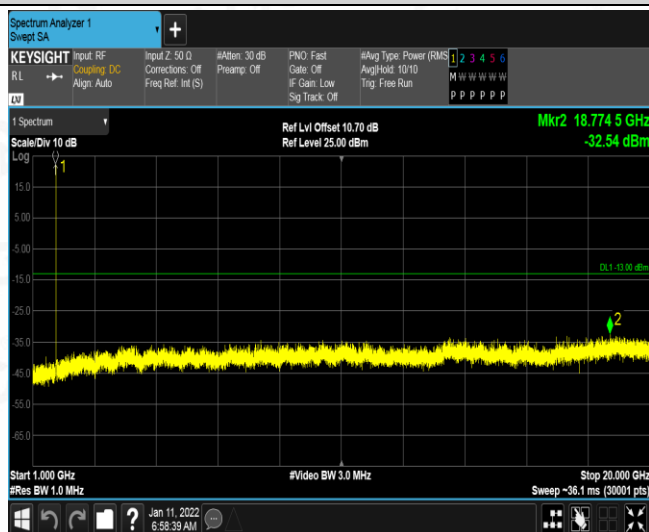 Spectrum Analyzer 1
Swept SA
+
KEYSIGHT
RL
LXI
Input: RF
Coupling: DC
Align: Auto
Input Z: 50 Ω
Corrections: Off
Freq Ref: Int (S)
#Atten: 30 dB
Preamp: Off
PNO: Fast
Gate: Off
IF Gain: Low
Sig Track: Off
#Avg Type: Power (RMS
Avg|Hold: 10/10
Trig: Free Run
1 2 3 4 5 6
M W W W W W
P P P P P P
1 Spectrum
Scale/Div 10 dB
Ref Lvl Offset 10.70 dB
Ref Level 25.00 dBm
Mkr2 18.774 5 GHz
-32.54 dBm
Log
1
15.0
5.00
-5.00
DL1 -13.00 dBm
-15.0
-25.0
2
-35.0
-45.0
-55.0
-65.0
Start 1.000 GHz
#Video BW 3.0 MHz
Stop 20.000 GHz
#Res BW 1.0 MHz
Sweep ~36.1 ms (30001 pts)
?
Jan 11, 2022
6:58:39 AM